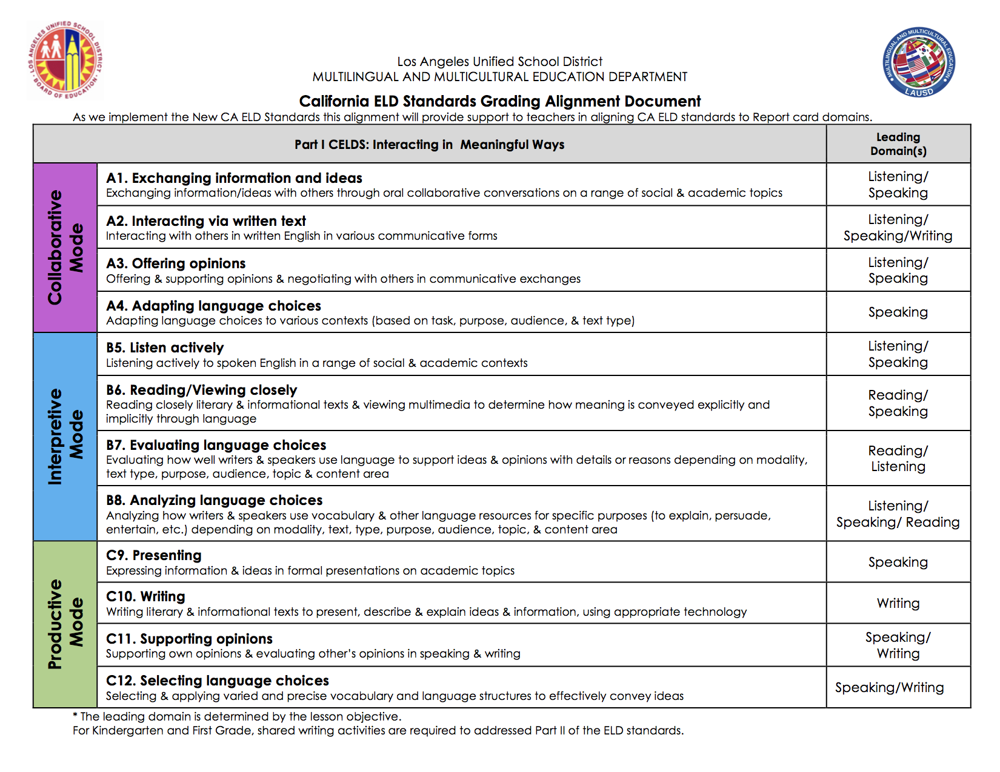 LOS ANGELES UNIFIED SCHOOL DISTRICT
BOARD OF EDUCATION
MULTILINGUAL AND MULTICULTURAL EDUCATION
LAUSD
Los Angeles Unified School District
MULTILINGUAL AND MULTICULTURAL EDUCATION DEPARTMENT
California ELD Standards Grading Alignment Document
As we implement the New CA ELD Standards this alignment will provide support to teachers in aligning CA ELD standards to Report card domains.
Part I CELDS: Interacting in Meaningful Ways
Leading
Domain(s)
Collaborative
Mode
A1. Exchanging information and ideas
Exchanging information/ideas with others through oral collaborative conversations on a range of social & academic topics
Listening/
Speaking
A2. Interacting via written text
Interacting with others in written English in various communicative forms
Listening/
Speaking/Writing
A3. Offering opinions
Offering & supporting opinions & negotiating with others in communicative exchanges
Listening/
Speaking
A4. Adapting language choices
Adapting language choices to various contexts (based on task, purpose, audience, & text type)
Speaking
Interpretive
Mode
B5. Listen actively
Listening actively to spoken English in a range of social & academic contexts
Listening/
Speaking
B6. Reading/Viewing closely
Reading closely literary & informational texts & viewing multimedia to determine how meaning is conveyed explicitly and
implicitly through language
Reading/
Speaking
B7. Evaluating language choices
Evaluating how well writers & speakers use language to support ideas & opinions with details or reasons depending on modality,
text type, purpose, audience, topic & content area
Reading/
Listening
B8. Analyzing language choices
Analyzing how writers & speakers use vocabulary & other language resources for specific purposes (to explain, persuade,
entertain, etc.) depending on modality, text, type, purpose, audience, topic, & content area
Listening/
Speaking/ Reading
Productive
Mode
C9. Presenting
Expressing information & ideas in formal presentations on academic topics
Speaking
C10. Writing
Writing literary & informational texts to present, describe & explain ideas & information, using appropriate technology
Writing
C11. Supporting opinions
Supporting own opinions & evaluating other's opinions in speaking & writing
Speaking/
Writing
C12. Selecting language choices
Selecting & applying varied and precise vocabulary and language structures to effectively convey ideas
Speaking/Writing
* The leading domain is determined by the lesson objective.
For Kindergarten and First Grade, shared writing activities are required to addressed Part II of the ELD standards.